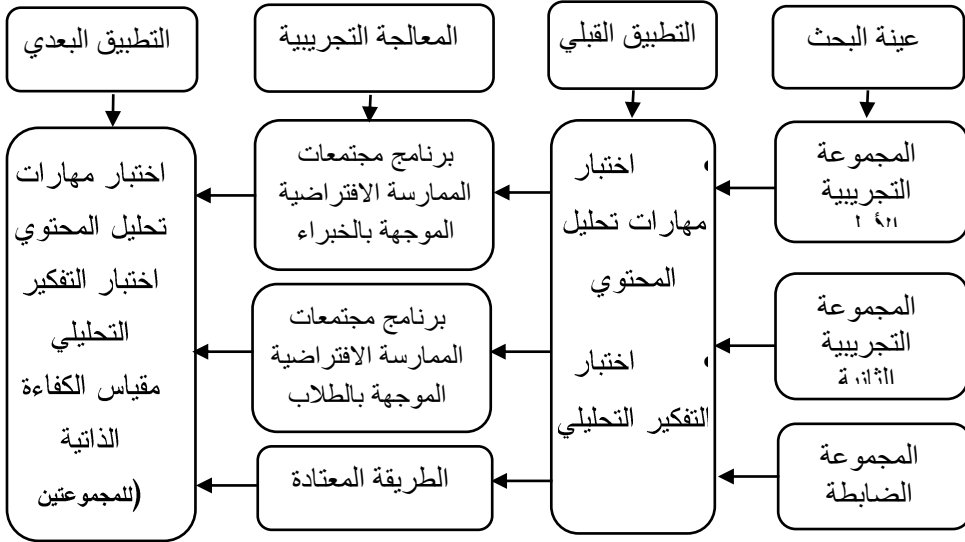 عينة البحث
التطبيق القبلي
المعالجة التجريبية
التطبيق البعدي
المجموعة
التجريبية
المجموعة
التجريبية
الثانية
المجموعة
الضابطة
• اختبار
مهارات تحليل
المحتوي
• اختبار
التفكير التحليلي
برنامج مجتمعات
الممارسة الافتراضية
الموجهة بالخبراء
برنامج مجتمعات
الممارسة الافتراضية
الموجهة بالطلاب
الطريقة المعتادة
اختبار مهارات
تحليل المحتوي
اختبار التفكير
التحليلي
مقياس الكفاءة
الذاتية
(للمجموعتين